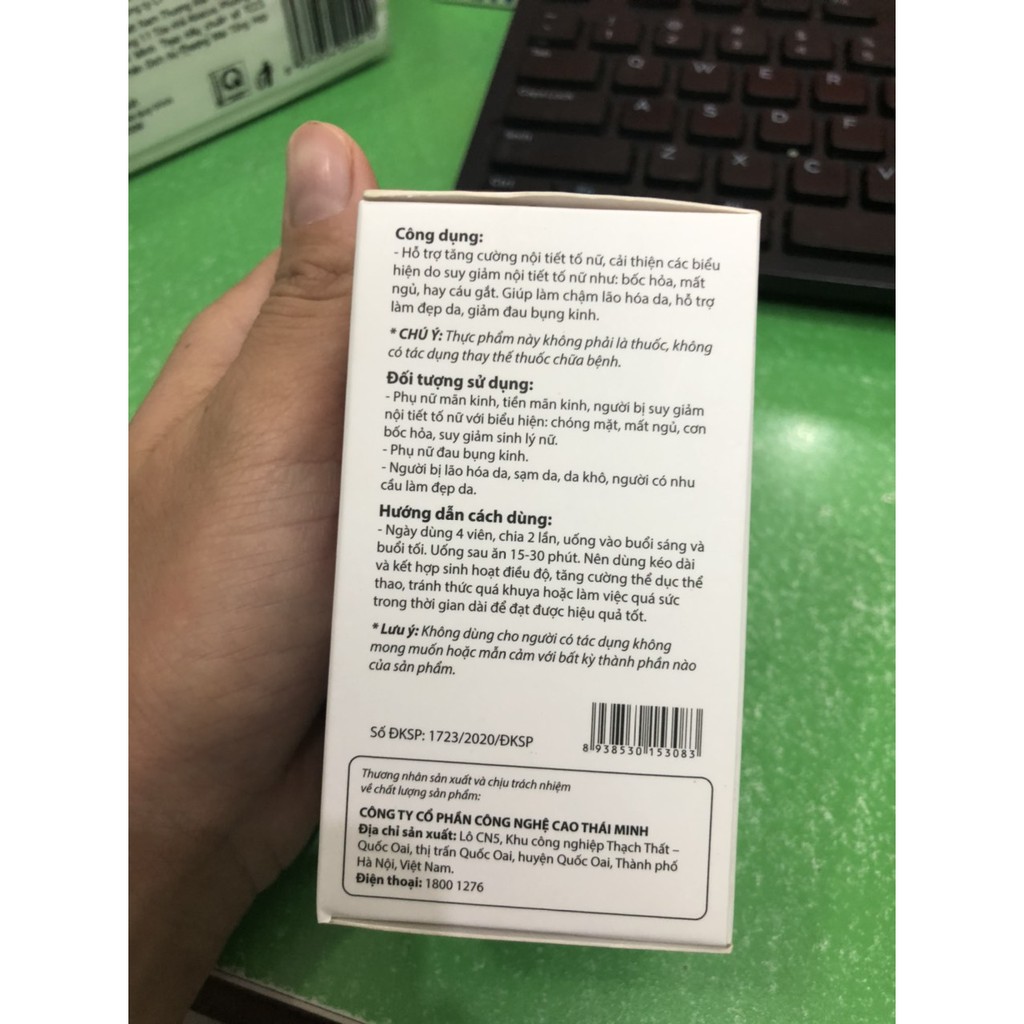 Công dụng:
- Hỗ trợ tăng cường nội tiết tố nữ, cải thiện các biểu
hiện do suy giảm nội tiết tố nữ như: bốc hỏa, mất
ngủ, hay cáu gắt. Giúp làm chậm lão hóa da, hỗ trợ
làm đẹp da, giảm đau bụng kinh.
* CHÚ Ý: Thực phẩm này không phải là thuốc, không
có tác dụng thay thế thuốc chữa bệnh.
Đối tượng sử dụng:
- Phụ nữ mãn kinh, tiền mãn kinh, người bị suy giảm
nội tiết tố nữ với biểu hiện: chóng mặt, mất ngủ, cơn
bốc hỏa, suy giảm sinh lý nữ.
- Phụ nữ đau bụng kinh.
- Người bị lão hóa da, sạm da, da khô, người có nhu
cầu làm đẹp da.
Hướng dẫn cách dùng:
- Ngày dùng 4 viên, chia 2 lần, uống vào buổi sáng và
buổi tối. Uống sau ăn 15-30 phút. Nên dùng kéo dài
và kết hợp sinh hoạt điều độ, tăng cường thể dục thể
thao, tránh thức quá khuya hoặc làm việc quá sức
trong thời gian dài để đạt được hiệu quả tốt.
* Lưu ý: Không dùng cho người có tác dụng không
mong muốn hoặc mẫn cảm với bất kỳ thành phần nào
của sản phẩm.
Số ĐKSP: 1723/2020/ĐKSP
8 938530 153083
Thương nhân sản xuất và chịu trách nhiệm
về chất lượng sản phẩm:
CÔNG TY CỔ PHẦN CÔNG NGHỆ CAO THÁI MINH
Địa chỉ sản xuất: Lô CN5, Khu công nghiệp Thạch Thất –
Quốc Oai, thị trấn Quốc Oai, huyện Quốc Oai, Thành phố
Hà Nội, Việt Nam.
Điện thoại: 1800 1276
Q W E R
A S D F
Z X C V